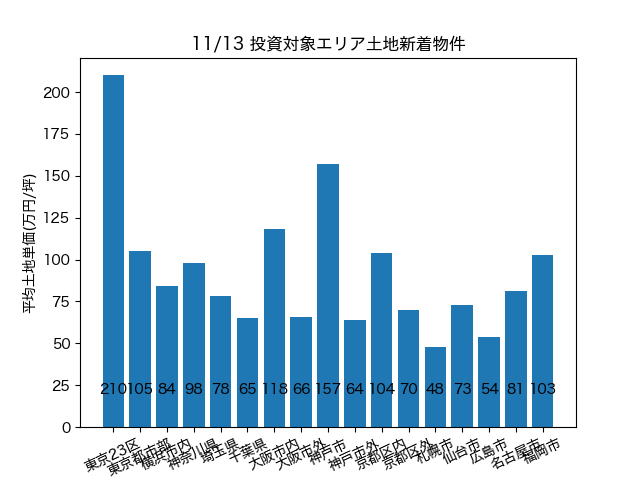 11/13 投資対象エリア土地新着物件
平均土地単価(万円/坪)
200
175
150
125
100
75
50
25
0
210 105 84 98 78 65 118 66 157 64 104 70 48 73 54 81 103
東京23区
東京都市部
横浜市内
神奈川県
埼玉県
千葉県
大阪市内
大阪市外
神戸市
神戸市外
京都区内
京都区外
札幌市
仙台市
広島市
名古屋市
福岡市